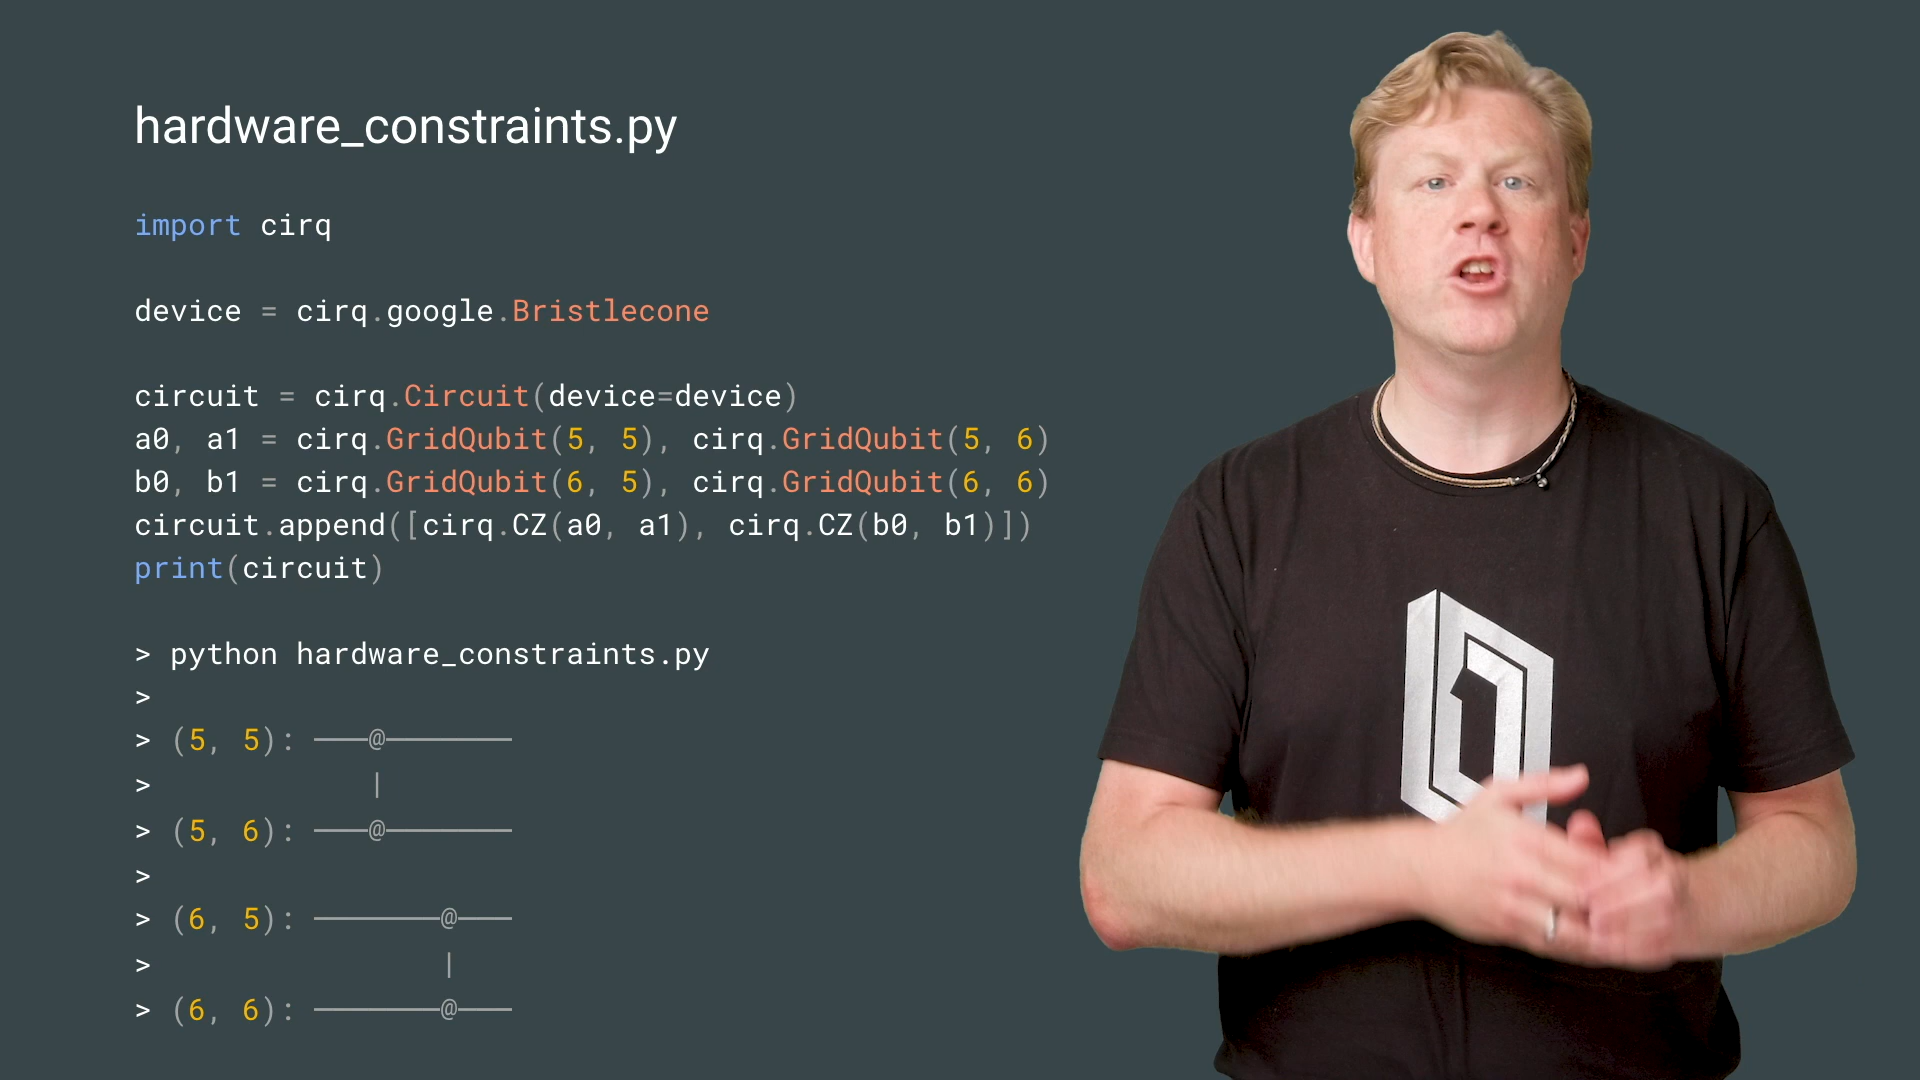 hardware_constraints.py
import cirq
device = cirq.google.Bristlecone
circuit = cirq.Circuit(device=device)
a0, a1 = cirq.GridQubit(5, 5), cirq.GridQubit(5, 6)
b0, b1 = cirq.GridQubit(6, 5), cirq.GridQubit(6, 6)
circuit.append([cirq.CZ(a0, a1), cirq.CZ(b0, b1)])
print(circuit)
> python hardware_constraints.py
>
> (5, 5): ───@───────
>            |
> (5, 6): ───@───────
>
> (6, 5): ───────@───
>                |
> (6, 6): ───────@───